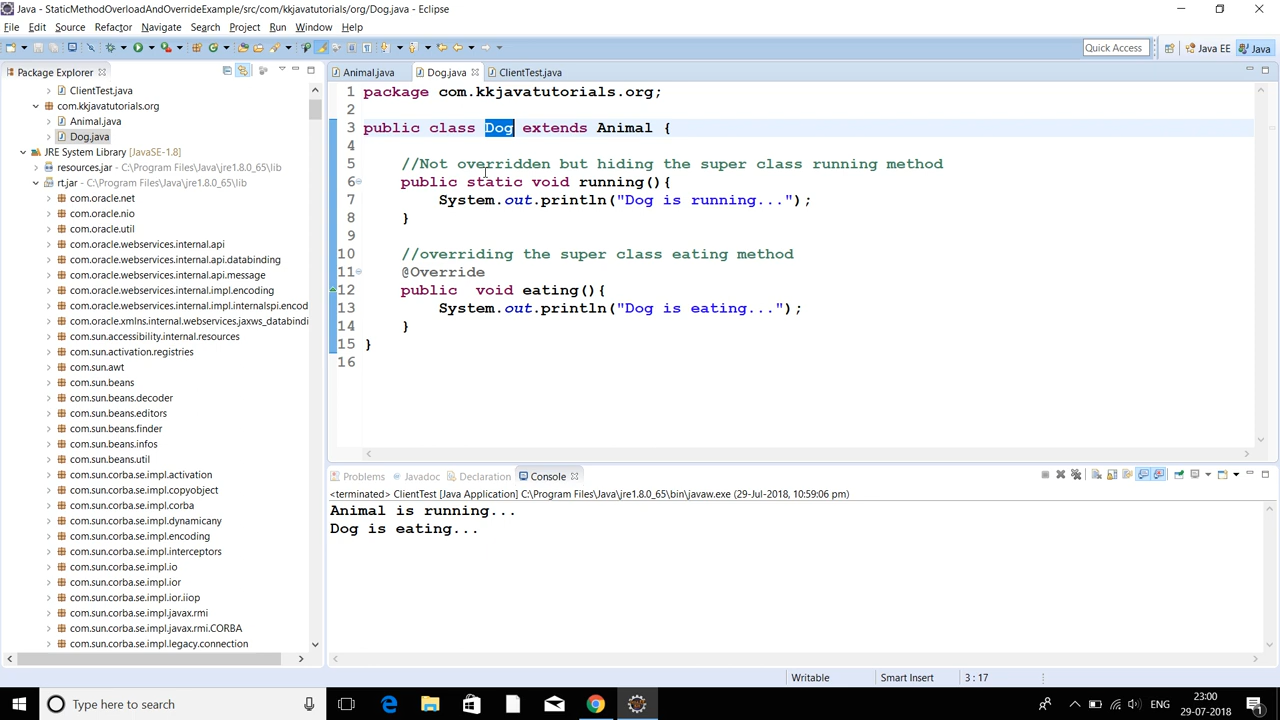 Java - StaticMethodOverloadAndOverrideExample/src/com/kkjavatutorials/org/Dog.java - Eclipse
File Edit Source Refactor Navigate Search Project Run Window Help
Quick Access Java EE Java
Package Explorer
ClientTest.java
com.kkjavatutorials.org
Animal.java
Dog.java
JRE System Library [JavaSE-1.8]
resources.jar - C:\Program Files\Java\jre1.8.0_65\lib
rt.jar - C:\Program Files\Java\jre1.8.0_65\lib
com.oracle.net
com.oracle.nio
com.oracle.util
com.oracle.webservices.internal.api
com.oracle.webservices.internal.api.databinding
com.oracle.webservices.internal.api.message
com.oracle.webservices.internal.impl.encoding
com.oracle.webservices.internal.impl.internalspi.encod
com.oracle.xmlns.internal.webservices.jaxws_databindi
com.sun.accessibility.internal.resources
com.sun.activation.registries
com.sun.awt
com.sun.beans
com.sun.beans.decoder
com.sun.beans.editors
com.sun.beans.finder
com.sun.beans.infos
com.sun.beans.util
com.sun.corba.se.impl.activation
com.sun.corba.se.impl.copyobject
com.sun.corba.se.impl.corba
com.sun.corba.se.impl.dynamicany
com.sun.corba.se.impl.encoding
com.sun.corba.se.impl.interceptors
com.sun.corba.se.impl.io
com.sun.corba.se.impl.ior
com.sun.corba.se.impl.ior.iiop
com.sun.corba.se.impl.javax.rmi
com.sun.corba.se.impl.javax.rmi.CORBA
com.sun.corba.se.impl.legacy.connection
Animal.java Dog.java ClientTest.java
1 package com.kkjavatutorials.org;
2
3 public class Dog extends Animal {
4
5 //Not overridden but hiding the super class running method
6 public static void running(){
7 System.out.println("Dog is running...");
8 }
9
10 //overriding the super class eating method
11 @Override
12 public  void eating(){
13 System.out.println("Dog is eating...");
14 }
15 }
16
Problems Javadoc Declaration Console
<terminated> ClientTest [Java Application] C:\Program Files\Java\jre1.8.0_65\bin\javaw.exe (29-Jul-2018, 10:59:06 pm)
Animal is running...
Dog is eating...
Writable Smart Insert 3 : 17
Type here to search
ENG
23:00
29-07-2018
1